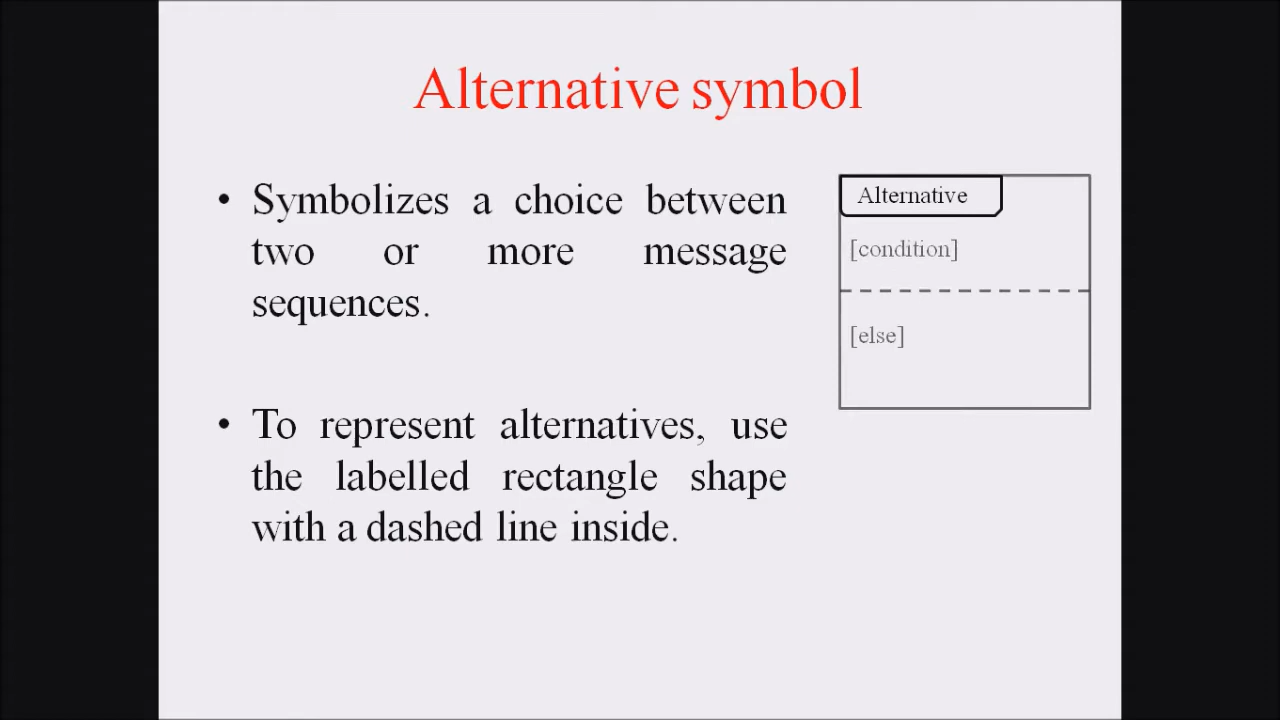 Alternative symbol
• Symbolizes a choice between
two or more message
sequences.
• To represent alternatives, use
the labelled rectangle shape
with a dashed line inside.
Alternative
[condition]
[else]